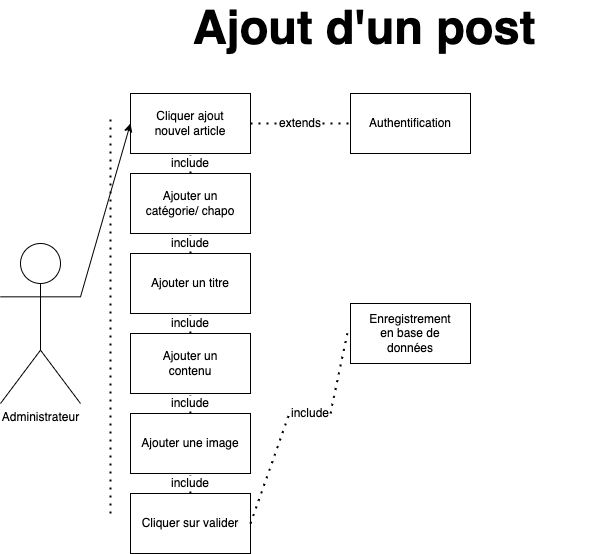 Ajout d'un post
Cliquer ajout
nouvel article
extends
Authentification
include
Ajouter un
catégorie/ chapo
include
Ajouter un titre
include
Enregistrement
en base de
données
Ajouter un
contenu
include
include
Administrateur
Ajouter une image
include
Cliquer sur valider